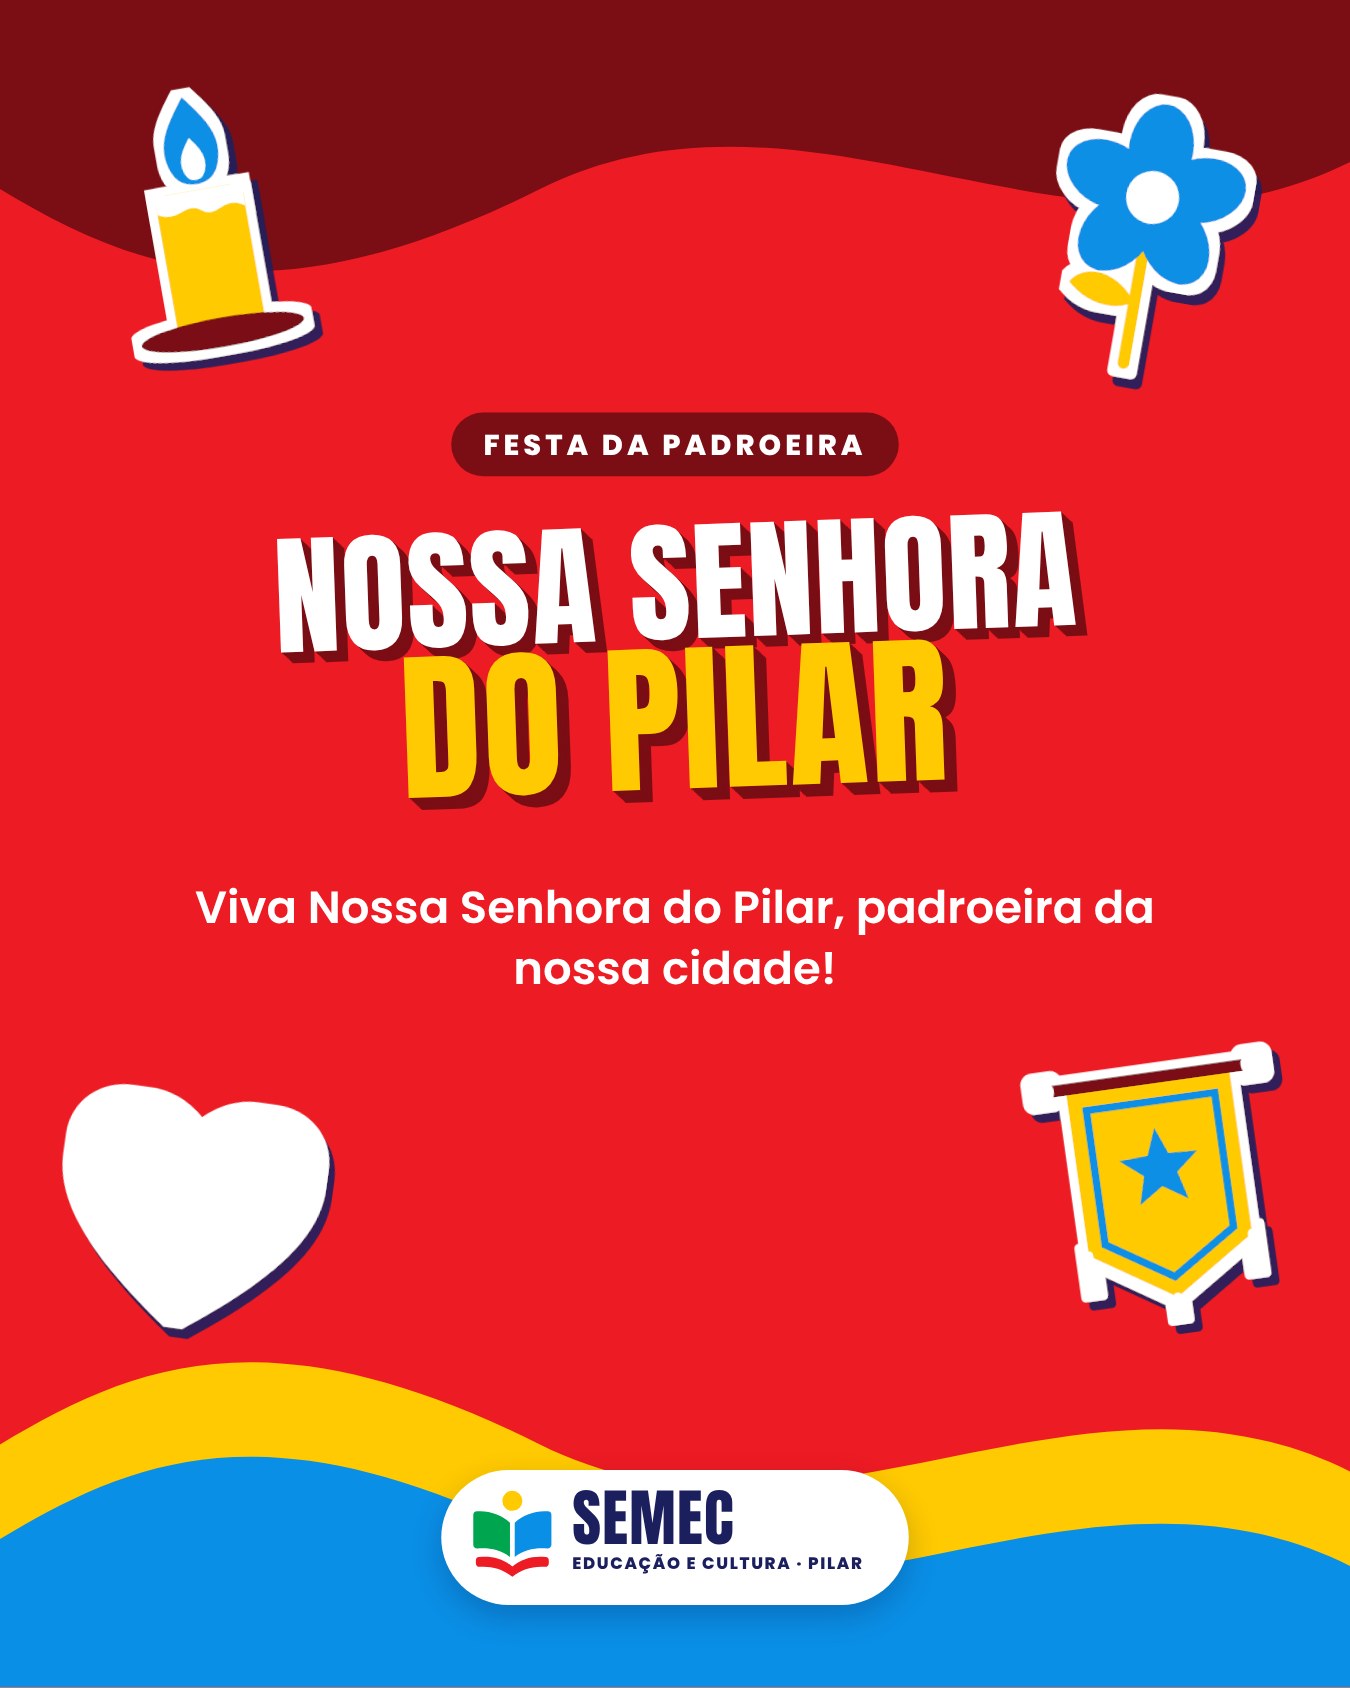 FESTA DA PADROEIRA
NOSSA SENHORA
DO PILAR
Viva Nossa Senhora do Pilar, padroeira da
nossa cidade!
SEMEC
EDUCAÇÃO E CULTURA · PILAR